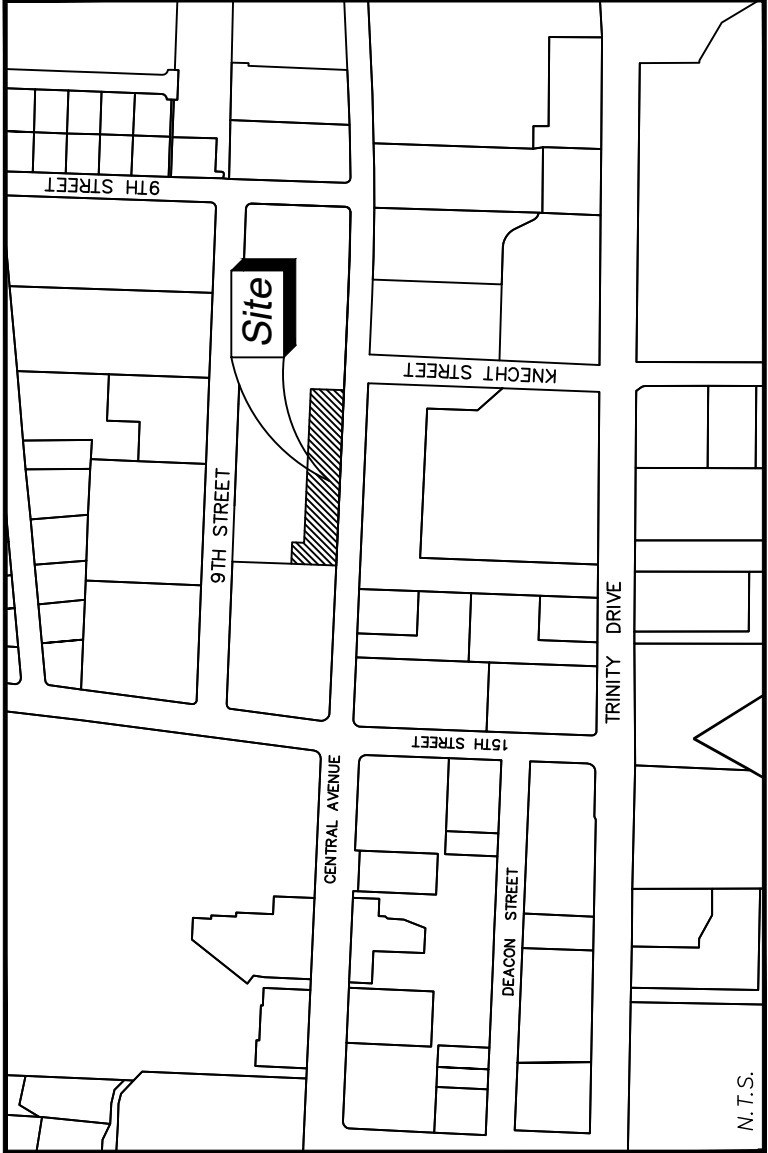 9TH STREET
Site
KNECHT STREET
9TH STREET
TRINITY DRIVE
15TH STREET
CENTRAL AVENUE
DEACON STREET
N.T.S.